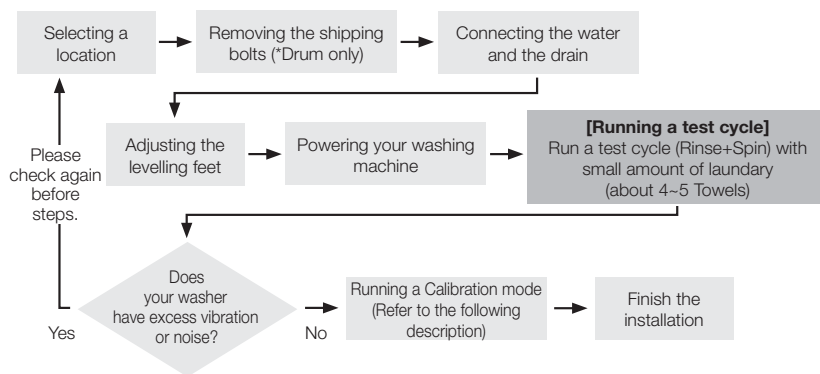 Selecting a
location
Removing the shipping
bolts (*Drum only)
Connecting the water
and the drain
Adjusting the
levelling feet
Powering your washing
machine
[Running a test cycle]
Run a test cycle (Rinse+Spin) with
small amount of laundary
(about 4~5 Towels)
Please
check again
before
steps.
Does
your washer
have excess vibration
or noise?
Yes
No
Running a Calibration mode
(Refer to the following
description)
Finish the
installation